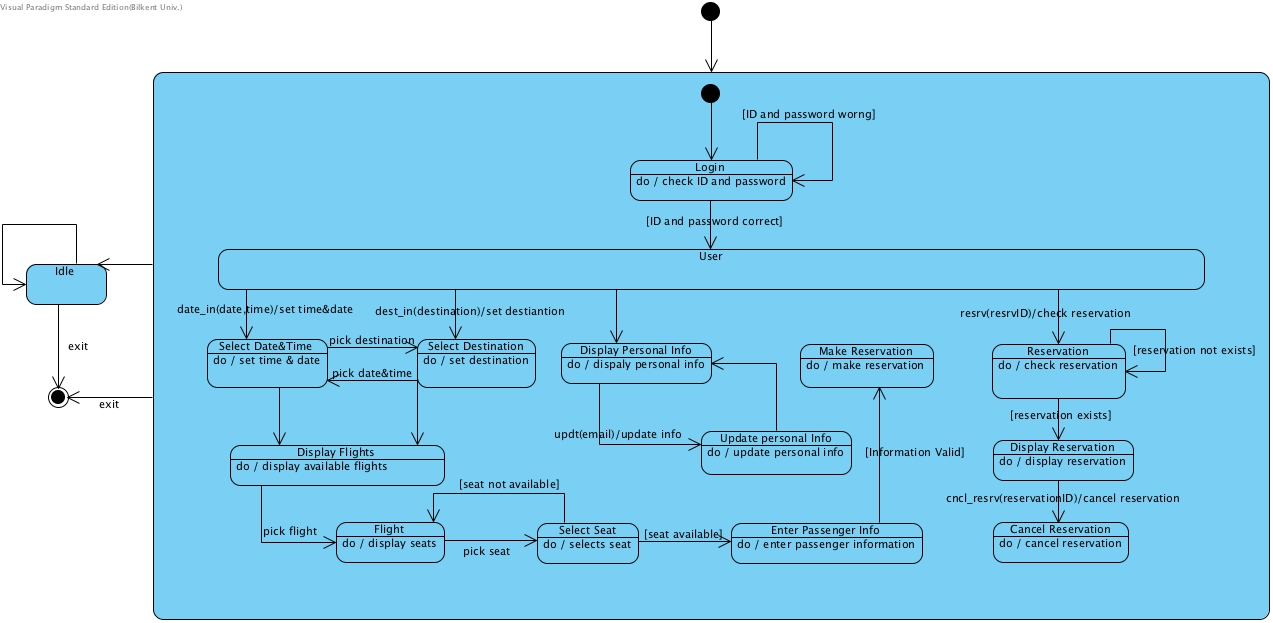 Visual Paradigm Standard Edition(Bilkent Univ.)
[ID and password worng]
Login
do / check ID and password
[ID and password correct]
User
Idle
date_in(date,time)/set time&date
dest_in(destination)/set destiantion
resrv(resrvID)/check reservation
Select Date&Time
do / set time & date
pick destination
Select Destination
do / set destination
pick date&time
Display Personal Info
do / dispaly personal info
Make Reservation
do / make reservation
Reservation
do / check reservation
[reservation not exists]
exit
exit
[reservation exists]
updt(email)/update info
Update personal Info
do / update personal info
Display Flights
do / display available flights
[Information Valid]
Display Reservation
do / display reservation
[seat not available]
cncl_resrv(reservationID)/cancel reservation
pick flight
Flight
do / display seats
pick seat
Select Seat
do / selects seat
[seat available]
Enter Passenger Info
do / enter passenger information
Cancel Reservation
do / cancel reservation